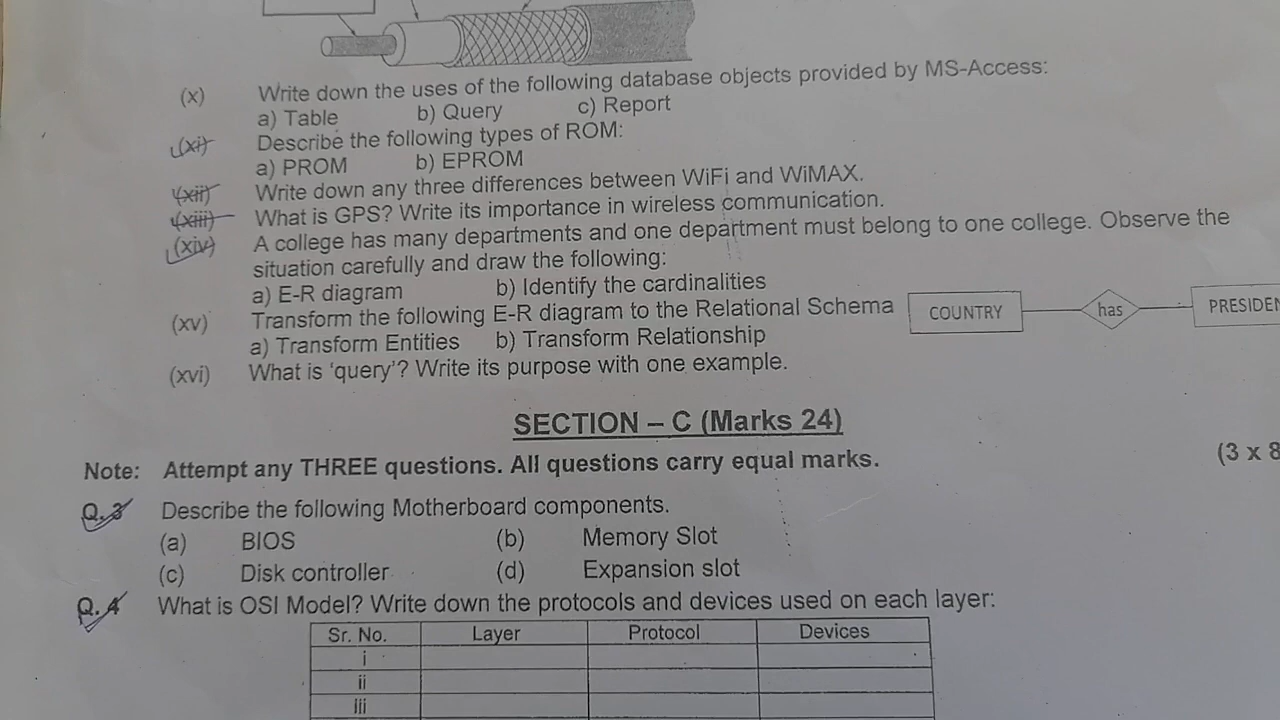 (x) Write down the uses of the following database objects provided by MS-Access:
a) Table b) Query c) Report
(xi) Describe the following types of ROM:
a) PROM b) EPROM
(xii) Write down any three differences between WiFi and WiMAX.
(xiii) What is GPS? Write its importance in wireless communication.
(xiv) A college has many departments and one department must belong to one college. Observe the
situation carefully and draw the following:
a) E-R diagram b) Identify the cardinalities
(xv) Transform the following E-R diagram to the Relational Schema
COUNTRY has PRESIDEN
a) Transform Entities b) Transform Relationship
(xvi) What is 'query'? Write its purpose with one example.
SECTION – C (Marks 24)
Note: Attempt any THREE questions. All questions carry equal marks. (3 x 8
Q.3 Describe the following Motherboard components.
(a) BIOS (b) Memory Slot
(c) Disk controller (d) Expansion slot
Q.4 What is OSI Model? Write down the protocols and devices used on each layer:
Sr. No. Layer Protocol Devices
i
ii
iii